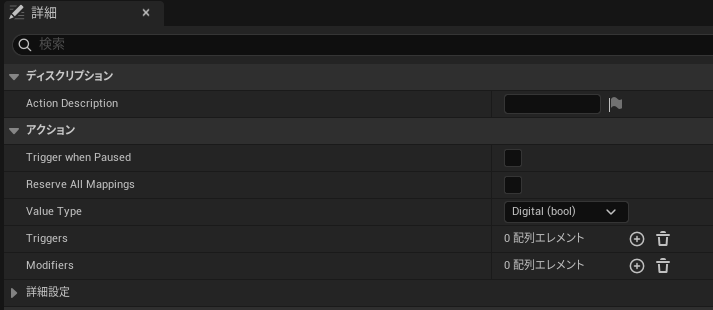 詳細
検索
ディスクリプション
Action Description
アクション
Trigger when Paused
Reserve All Mappings
Value Type Digital (bool)
Triggers 0 配列エレメント
Modifiers 0 配列エレメント
詳細設定